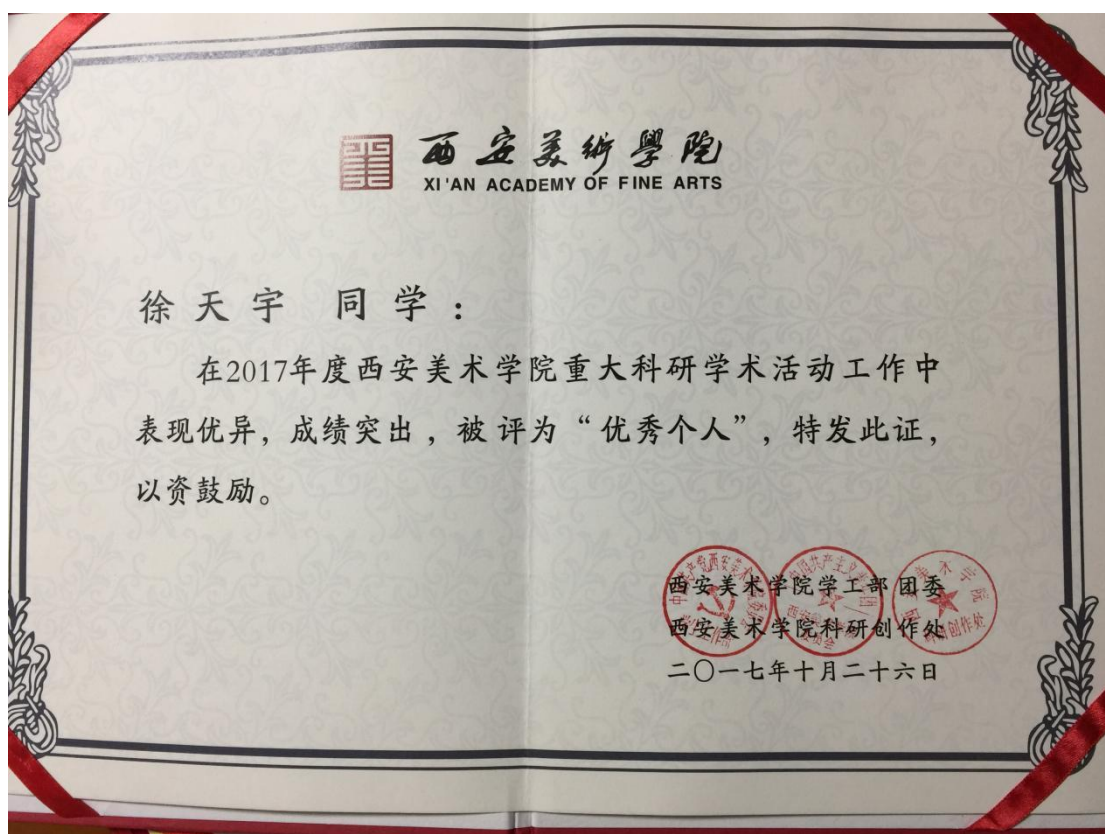 西安美術學院
XI'AN ACADEMY OF FINE ARTS
徐天宇 同学：
在2017年度西安美术学院重大科研学术活动工作中
表现优异，成绩突出，被评为“优秀个人”，特发此证，
以资鼓励。
西安美术学院学工部团委
西安美术学院科研创作处
二〇一七年十月二十六日